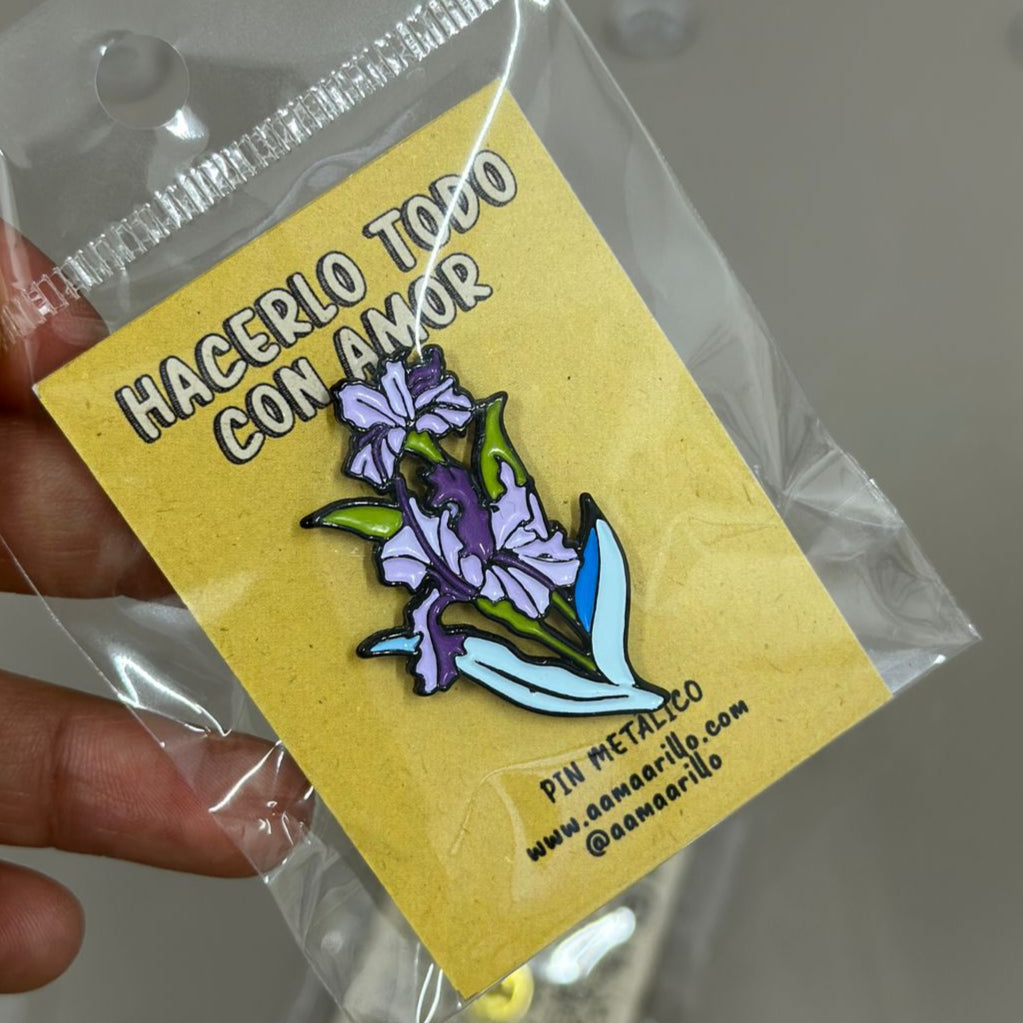 HACERLO TODO
CON AMOR
PIN METALICO
www.aamaarillo.com
@aamaarillo